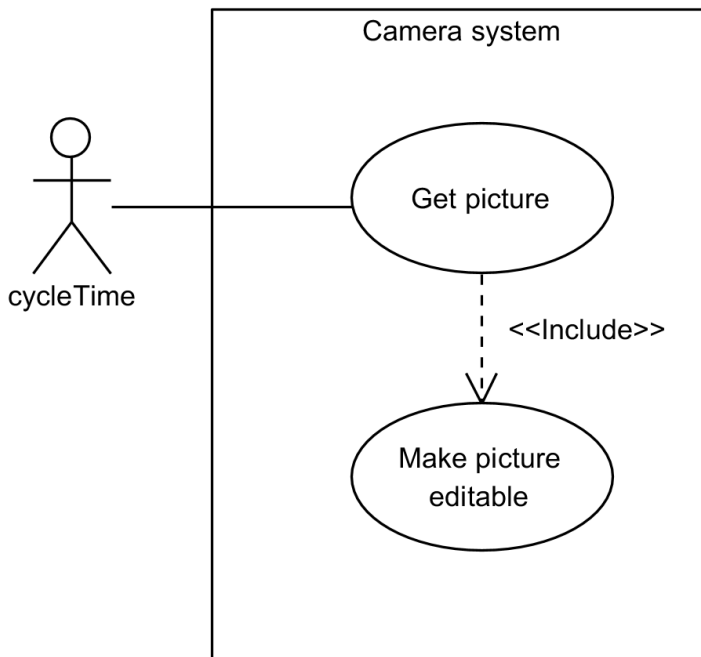 Camera system
Get picture
cycleTime
<<Include>>
Make picture
editable